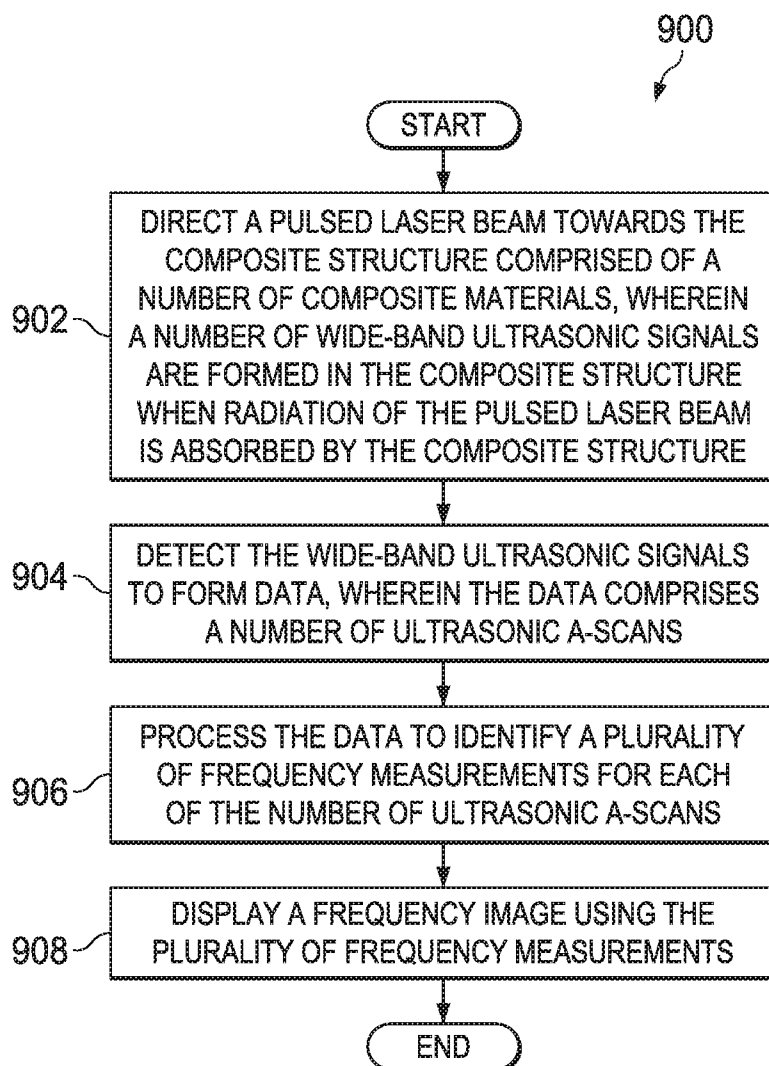 900
START
DIRECT A PULSED LASER BEAM TOWARDS THE
COMPOSITE STRUCTURE COMPRISED OF A
NUMBER OF COMPOSITE MATERIALS, WHEREIN
A NUMBER OF WIDE-BAND ULTRASONIC SIGNALS
ARE FORMED IN THE COMPOSITE STRUCTURE
WHEN RADIATION OF THE PULSED LASER BEAM
IS ABSORBED BY THE COMPOSITE STRUCTURE
902
DETECT THE WIDE-BAND ULTRASONIC SIGNALS
TO FORM DATA, WHEREIN THE DATA COMPRISES
A NUMBER OF ULTRASONIC A-SCANS
904
PROCESS THE DATA TO IDENTIFY A PLURALITY
OF FREQUENCY MEASUREMENTS FOR EACH
OF THE NUMBER OF ULTRASONIC A-SCANS
906
DISPLAY A FREQUENCY IMAGE USING THE
PLURALITY OF FREQUENCY MEASUREMENTS
908
END